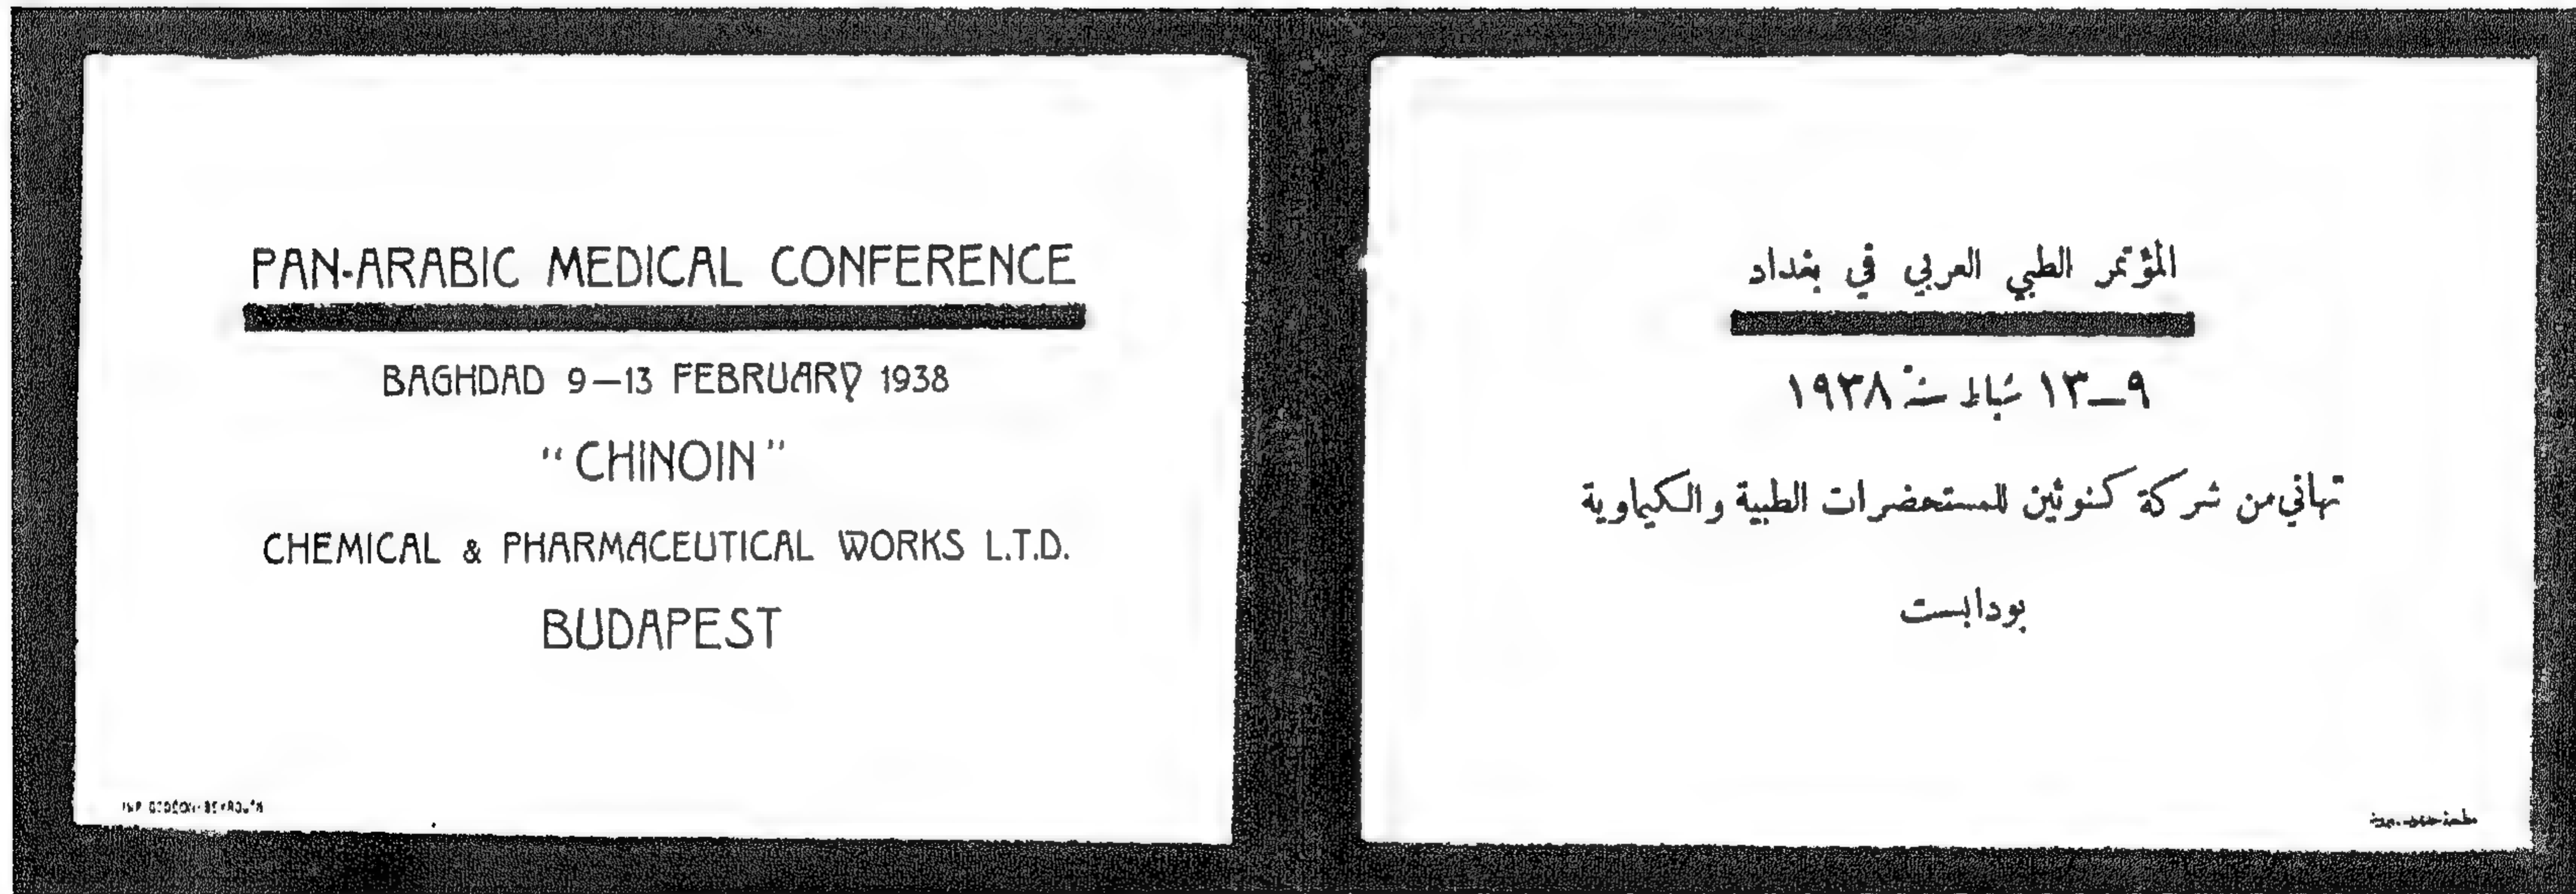 PAN-ARABIC MEDICAL CONFERENCE
BAGHDAD 9–13 FEBRUARY 1938
“CHINOIN”
CHEMICAL & PHARMACEUTICAL WORKS L.T.D.
BUDAPEST
المؤتمر الطبي العربي في بغداد
٩–١٣ شباط سنة ١٩٣٨
تهاني من شركة كنوئين للمستحضرات الطبية والكيماوية
بودابست